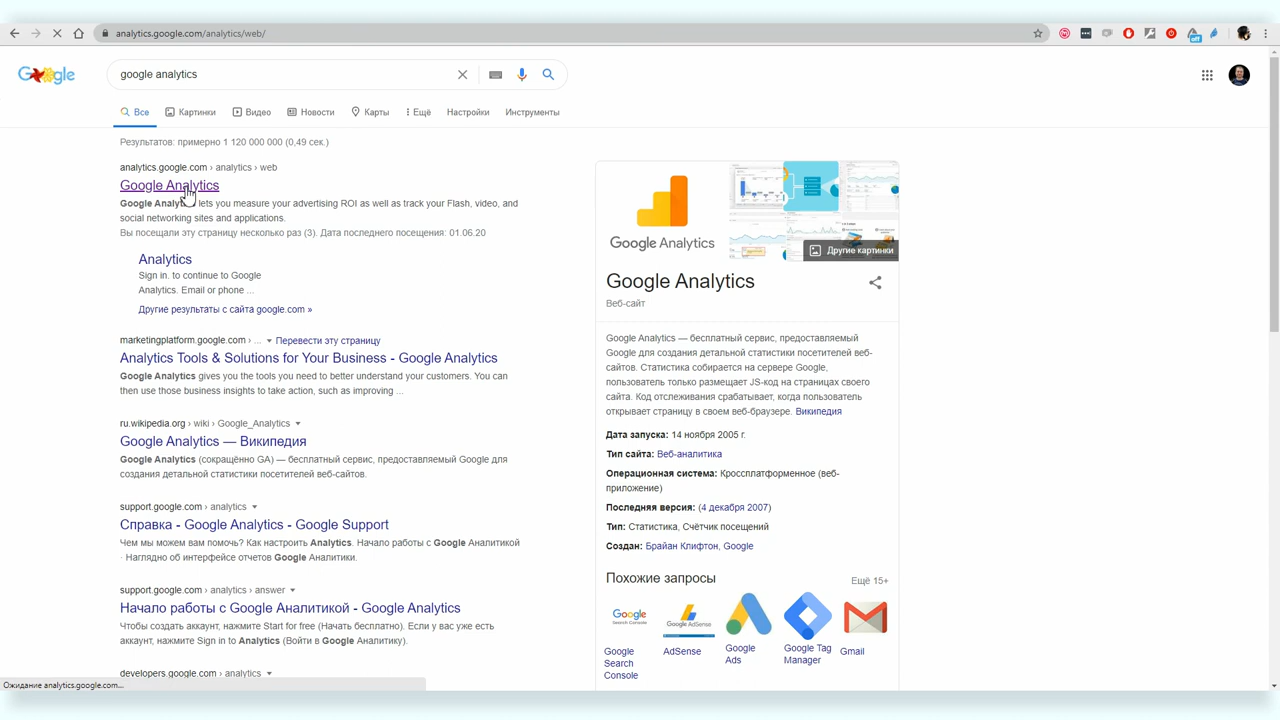 analytics.google.com/analytics/web/
off
google analytics
Все
Картинки
Видео
Новости
Карты
Ещё
Настройки
Инструменты
Результатов: примерно 1 120 000 000 (0,49 сек.)
analytics.google.com › analytics › web
Google Analytics
Google Analytics lets you measure your advertising ROI as well as track your Flash, video, and
social networking sites and applications.
Вы посещали эту страницу несколько раз (3). Дата последнего посещения: 01.06.20
Analytics
Sign in. to continue to Google
Analytics. Email or phone ...
Другие результаты с сайта google.com »
marketingplatform.google.com › ... Перевести эту страницу
Analytics Tools & Solutions for Your Business - Google Analytics
Google Analytics gives you the tools you need to better understand your customers. You can
then use those business insights to take action, such as improving ...
ru.wikipedia.org › wiki › Google_Analytics
Google Analytics — Википедия
Google Analytics (сокращённо GA) — бесплатный сервис, предоставляемый Google для
создания детальной статистики посетителей веб-сайтов.
support.google.com › analytics
Справка - Google Analytics - Google Support
Чем мы можем вам помочь? Как настроить Analytics. Начало работы с Google Аналитикой
· Наглядно об интерфейсе отчетов Google Аналитики.
support.google.com › analytics › answer
Начало работы с Google Аналитикой - Google Analytics
Чтобы создать аккаунт, нажмите Start for free (Начать бесплатно). Если у вас уже есть
аккаунт, нажмите Sign in to Analytics (Войти в Google Аналитику).
developers.google.com › analytics
Ожидание analytics.google.com...
Google Analytics
Другие картинки
Google Analytics
Веб-сайт
Google Analytics — бесплатный сервис, предоставляемый
Google для создания детальной статистики посетителей веб-
сайтов. Статистика собирается на сервере Google,
пользователь только размещает JS-код на страницах своего
сайта. Код отслеживания срабатывает, когда пользователь
открывает страницу в своем веб-браузере. Википедия
Дата запуска: 14 ноября 2005 г.
Тип сайта: Веб-аналитика
Операционная система: Кроссплатформенное (веб-
приложение)
Последняя версия: (4 декабря 2007)
Тип: Статистика, Счётчик посещений
Создан: Брайан Клифтон, Google
Похожие запросы
Ещё 15+
Google
Search Console
Google AdSense
Google
Search
Console
AdSense
Google
Ads
Google Tag
Manager
Gmail